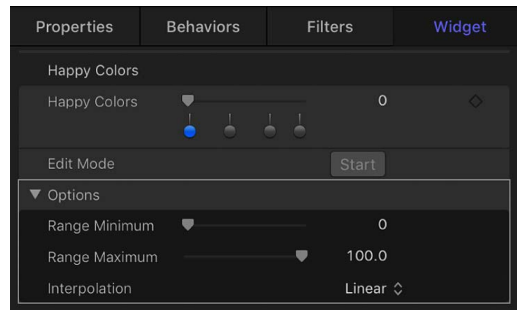 Properties Behaviors Filters Widget
Happy Colors
Happy Colors 0
Edit Mode Start
Options
Range Minimum 0
Range Maximum 100.0
Interpolation Linear